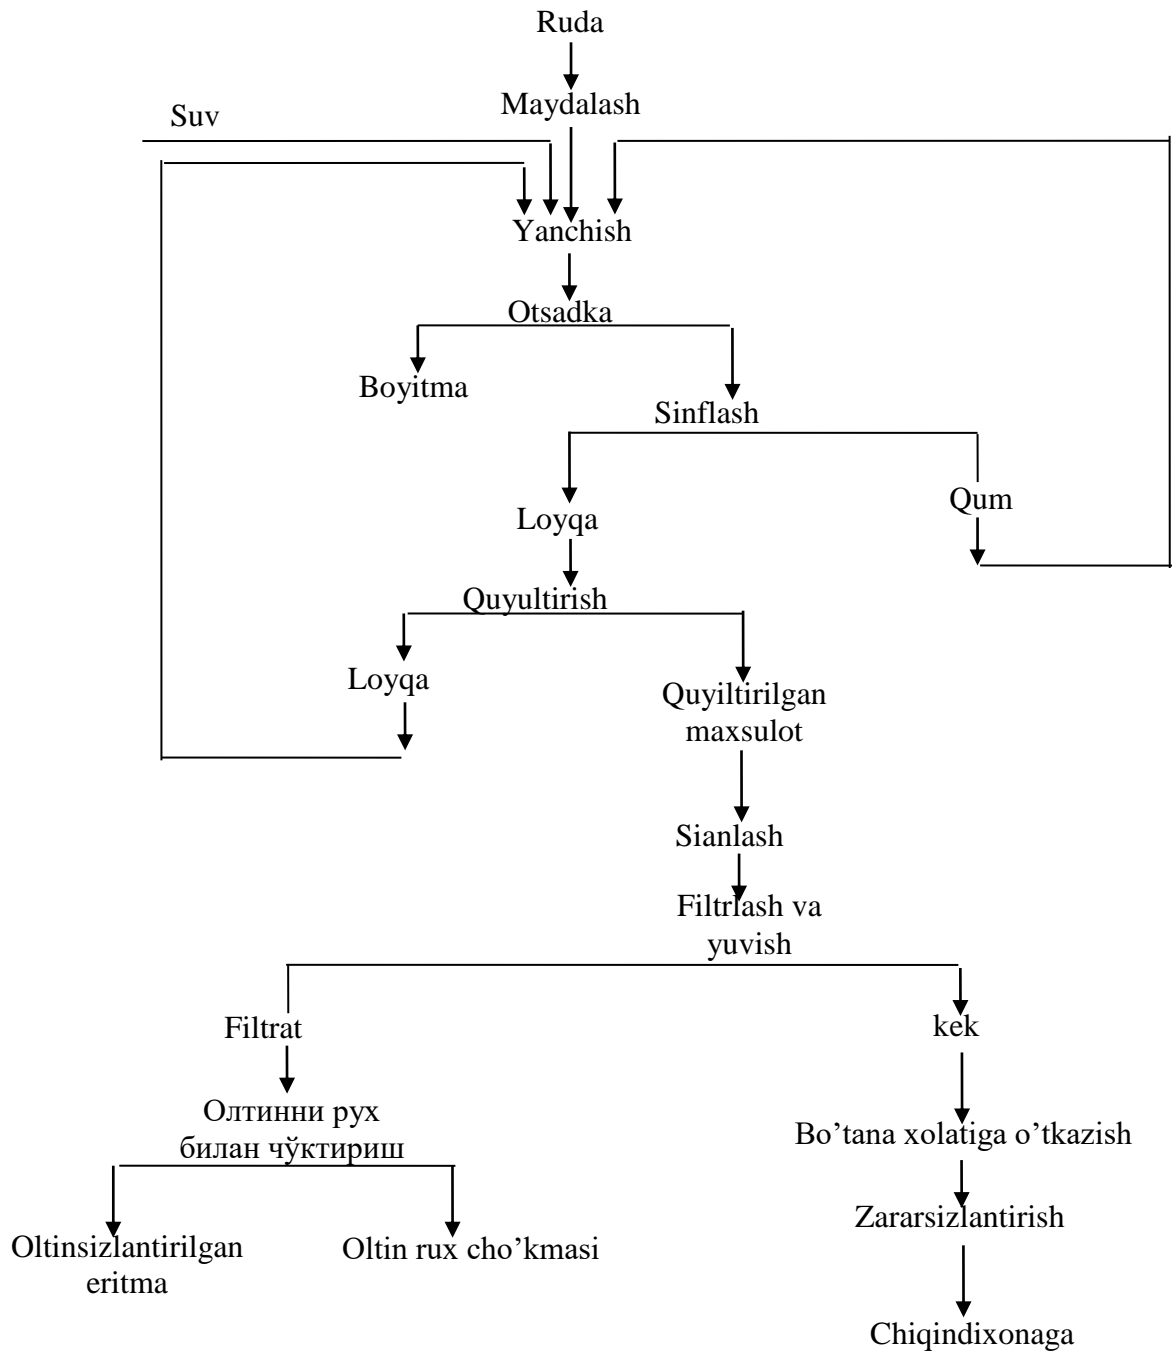 Ruda
Maydalash
Suv
Yanchish
Otsadka
Boyitma
Sinflash
Qum
Loyqa
Quyultirish
Loyqa
Quyiltirilgan
maxsulot
Sianlash
Filtrlash va
yuvish
Filtrat
kek
Олтинни рух
билан чўктириш
Bo’tana xolatiga o’tkazish
Zararsizlantirish
Oltinsizlantirilgan
eritma
Oltin rux cho’kmasi
Chiqindixonaga